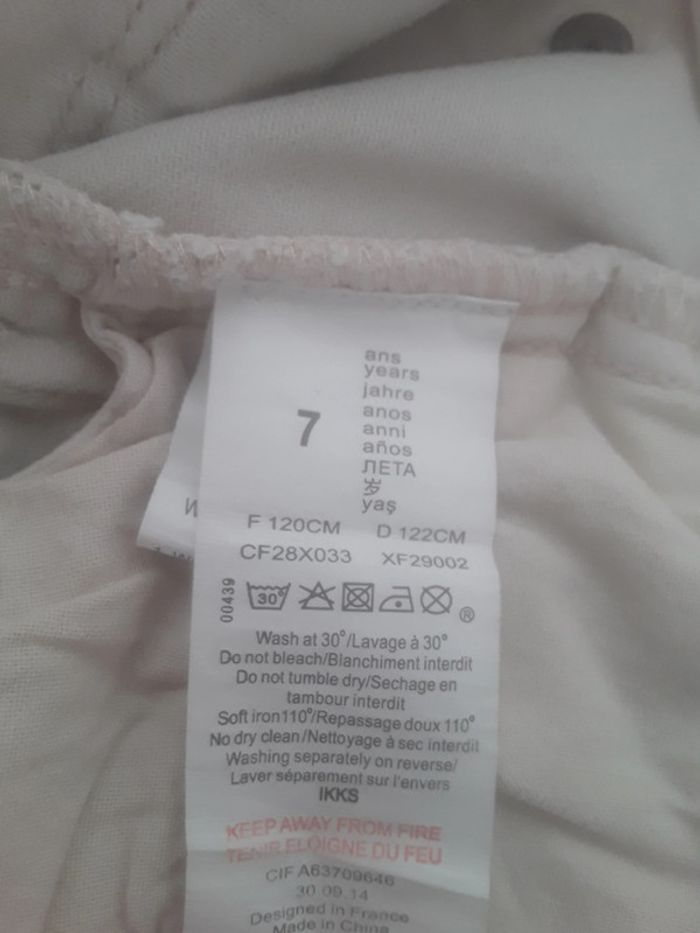 7
ans
years
jahre
anos
anni
años
ЛЕТА
岁
yaş
F 120CM D 122CM
CF28X033 XF29002
00439
30°
®
Wash at 30°/Lavage à 30°
Do not bleach/Blanchiment interdit
Do not tumble dry/Sechage en
tambour interdit
Soft iron110°/Repassage doux 110°
No dry clean/Nettoyage à sec interdit
Washing separately on reverse/
Laver séparement sur l'envers
IKKS
KEEP AWAY FROM FIRE
TENIR ELOIGNE DU FEU
CIF A63709646
30.09.14
Designed in France
Made in China